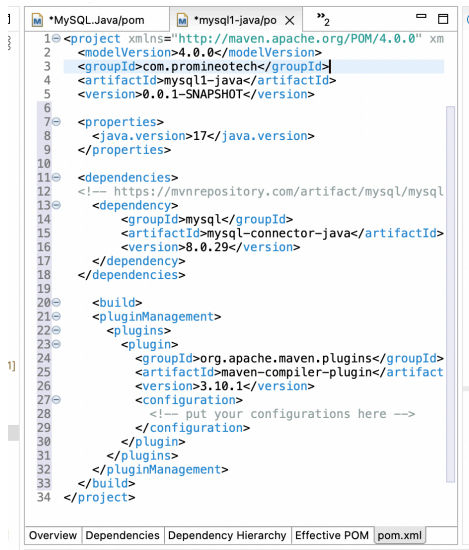 *MySQL.Java/pom
*mysql1-java/po
»2
1 <project xmlns="http://maven.apache.org/POM/4.0.0" xm
2 <modelVersion>4.0.0</modelVersion>
3 <groupId>com.promineotech</groupId>
4 <artifactId>mysql1-java</artifactId>
5 <version>0.0.1-SNAPSHOT</version>
6
7 <properties>
8 <java.version>17</java.version>
9 </properties>
10
11 <dependencies>
12 <!-- https://mvnrepository.com/artifact/mysql/mysql
13 <dependency>
14 <groupId>mysql</groupId>
15 <artifactId>mysql-connector-java</artifactId>
16 <version>8.0.29</version>
17 </dependency>
18 </dependencies>
19
20 <build>
21 <pluginManagement>
22 <plugins>
23 <plugin>
24 <groupId>org.apache.maven.plugins</groupId>
25 <artifactId>maven-compiler-plugin</artifact
26 <version>3.10.1</version>
27 <configuration>
28 <!-- put your configurations here -->
29 </configuration>
30 </plugin>
31 </plugins>
32 </pluginManagement>
33 </build>
34 </project>
1]
Overview Dependencies Dependency Hierarchy Effective POM pom.xml